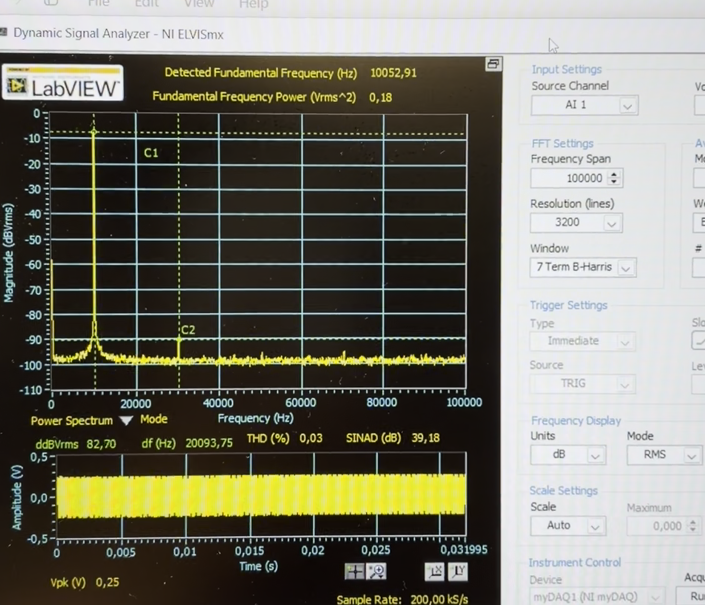 File Edit View Help
Dynamic Signal Analyzer - NI ELVISmx
LabVIEW
Detected Fundamental Frequency (Hz) 10052,91
Fundamental Frequency Power (Vrms^2) 0,18
Magnitude (dBVrms)
0
-10
-20
-30
-40
-50
-60
-70
-80
-90
-100
-110
C1
C2
0 20000 40000 60000 80000 100000
Frequency (Hz)
Power Spectrum Mode
ddBVrms 82,70 df (Hz) 20093,75 THD (%) 0,03 SINAD (dB) 39,18
Amplitude (V)
0,5
0,0
-0,5
0 0,005 0,01 0,015 0,02 0,025 0,031995
Time (s)
Vpk (V) 0,25
Sample Rate: 200,00 kS/s
Input Settings
Source Channel
AI 1
FFT Settings
Frequency Span
100000
Resolution (lines)
3200
Window
7 Term B-Harris
Trigger Settings
Type
Immediate
Source
TRIG
Frequency Display
Units Mode
dB RMS
Scale Settings
Scale Maximum
Auto 0,000
Instrument Control
Device
myDAQ1 (NI myDAQ)